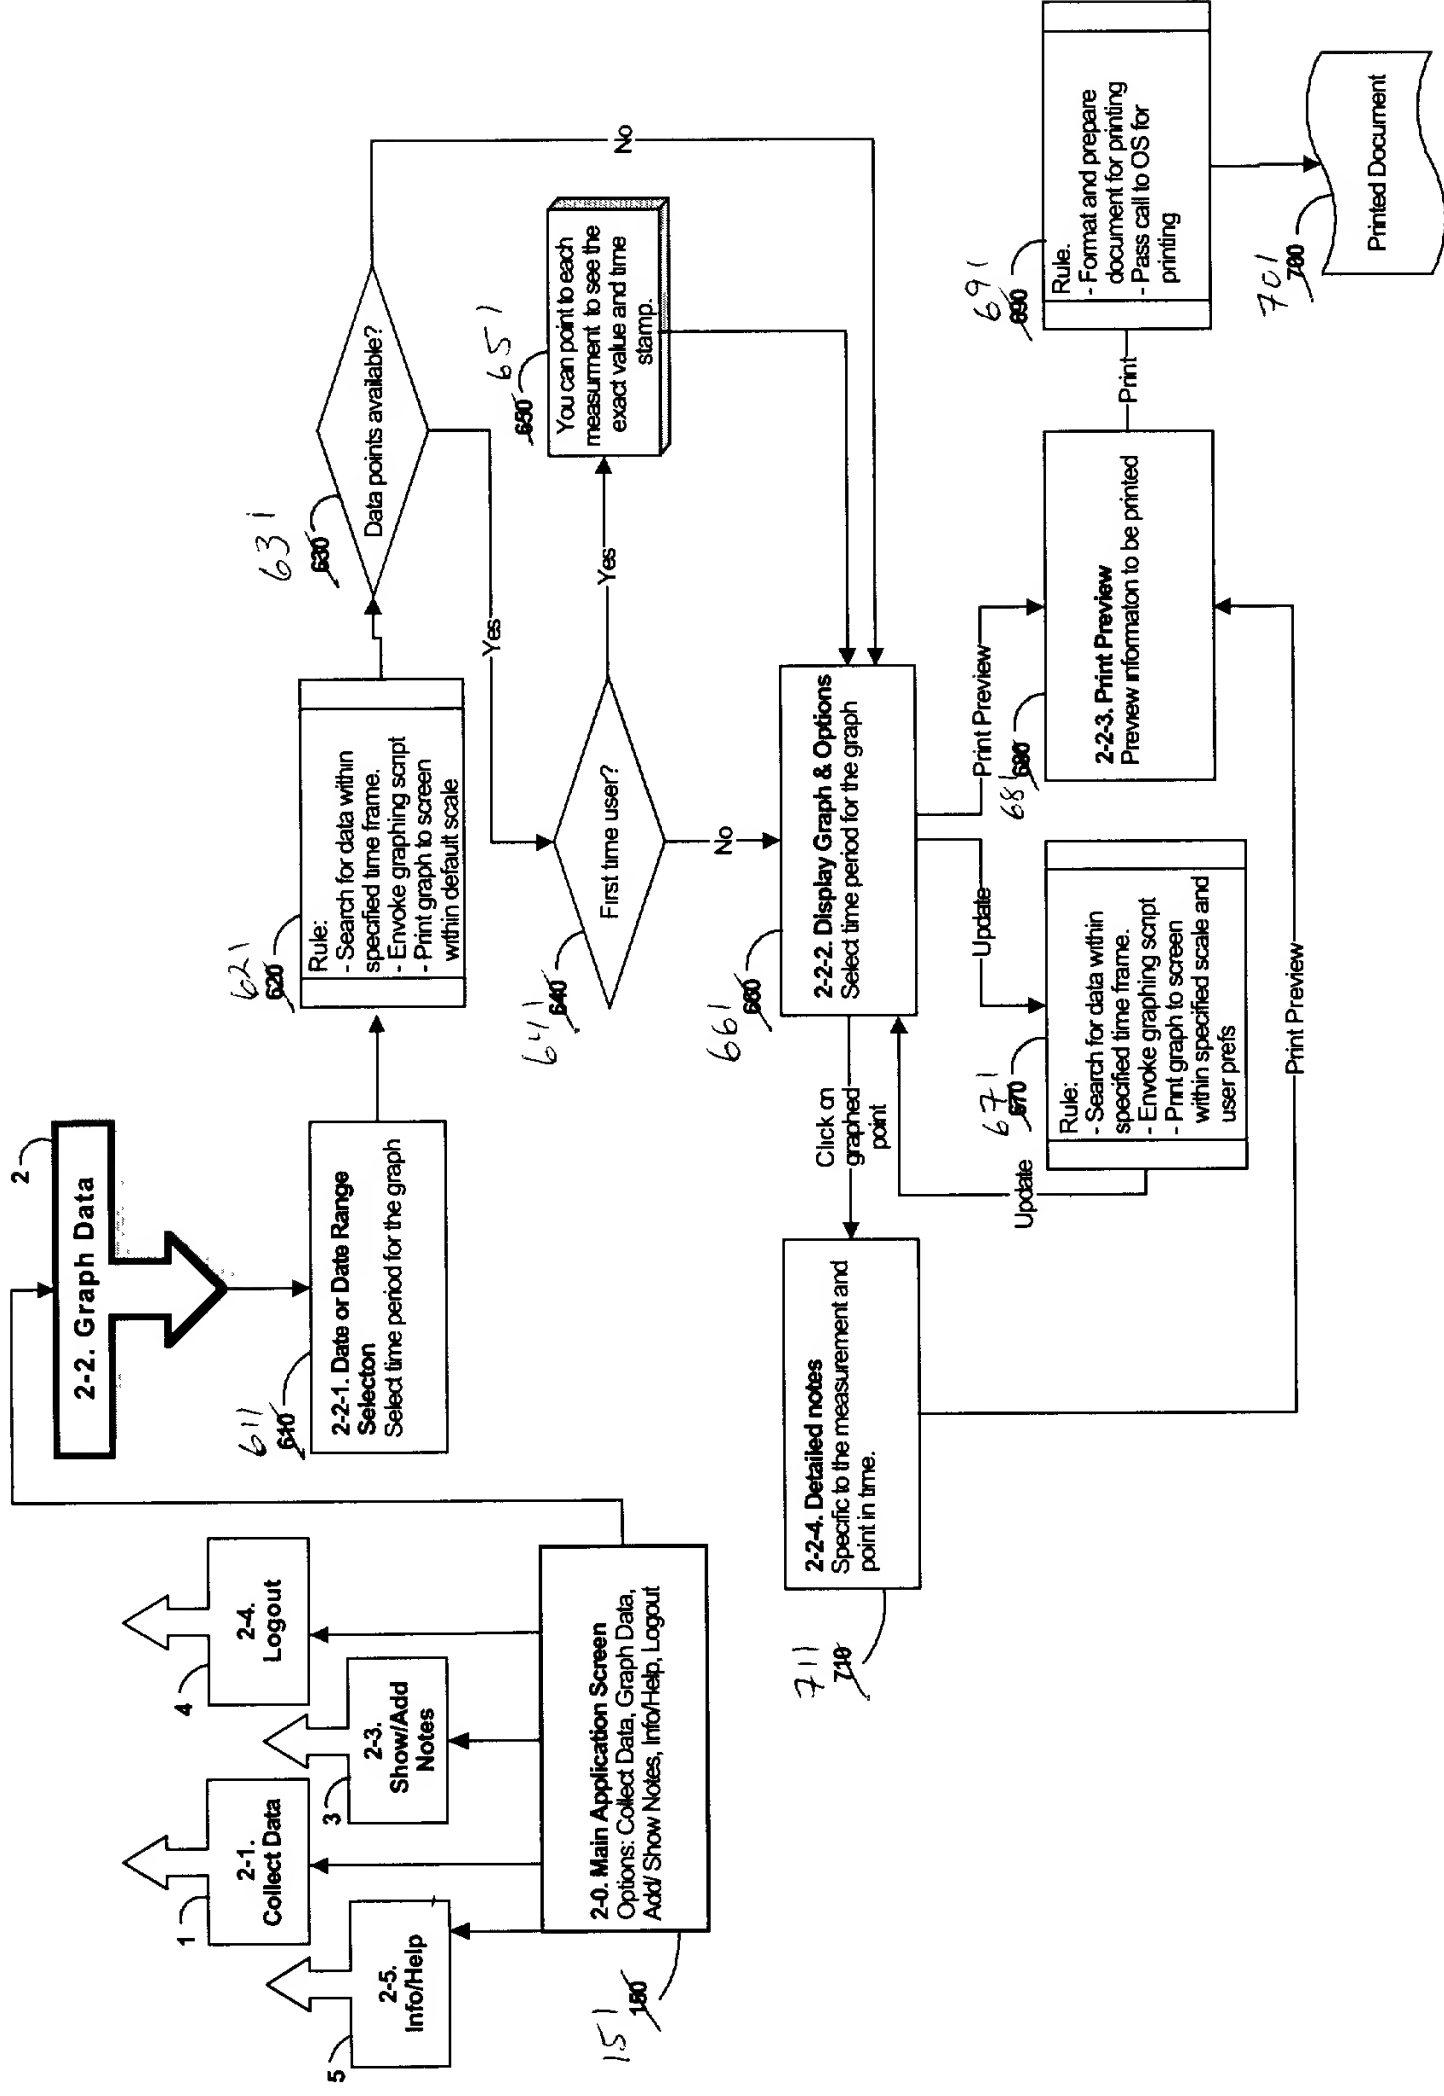 2-2. Graph Data
2
2-4.
Logout
4
2-1.
Collect Data
1
2-3.
Show/Add
Notes
3
2-5.
Info/Help
5
2-0. Main Application Screen
Options: Collect Data, Graph Data,
Add/ Show Notes, Info/Help, Logout
151
150
2-2-1. Date or Date Range
Selecton
Select time period for the graph
611
610
Rule:
- Search for data within
specified time frame.
- Envoke graphing script
- Print graph to screen
within default scale
621
620
Data points available?
631
630
Yes
No
First time user?
641
640
Yes
No
You can point to each
measurment to see the
exact value and time
stamp.
651
650
2-2-2. Display Graph & Options
Select time period for the graph
661
660
Click on
graphed
point
Update
Print Preview
2-2-4. Detailed notes
Specific to the measurement and
point in time.
711
710
Update
Rule:
- Search for data within
specified time frame.
- Envoke graphing script
- Print graph to screen
within specified scale and
user prefs
671
670
2-2-3. Print Preview
Preview informaton to be printed
681
680
Print Preview
Print
Rule.
- Format and prepare
document for printing
- Pass call to OS for
printing
691
690
Printed Document
701
700